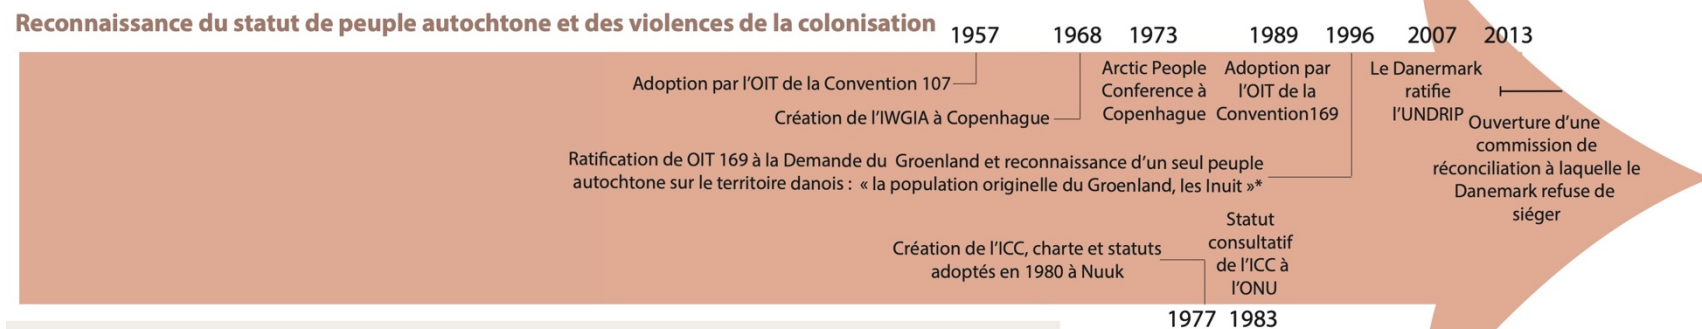 Reconnaissance du statut de peuple autochtone et des violences de la colonisation
1957
1968
1973
1989
1996
2007
2013
Adoption par l'OIT de la Convention 107
Création de l'IWGIA à Copenhague
Arctic People
Conference à
Copenhague
Adoption par
l'OIT de la
Convention169
Ratification de OIT 169 à la Demande du Groenland et reconnaissance d'un seul peuple
autochtone sur le territoire danois : « la population originelle du Groenland, les Inuit »*
Le Danermark
ratifie
l'UNDRIP
Ouverture d'une
commission de
réconciliation à laquelle le
Danemark refuse de
siéger
Création de l'ICC, charte et statuts
adoptés en 1980 à Nuuk
Statut
consultatif
de l'ICC à
l'ONU
1977
1983